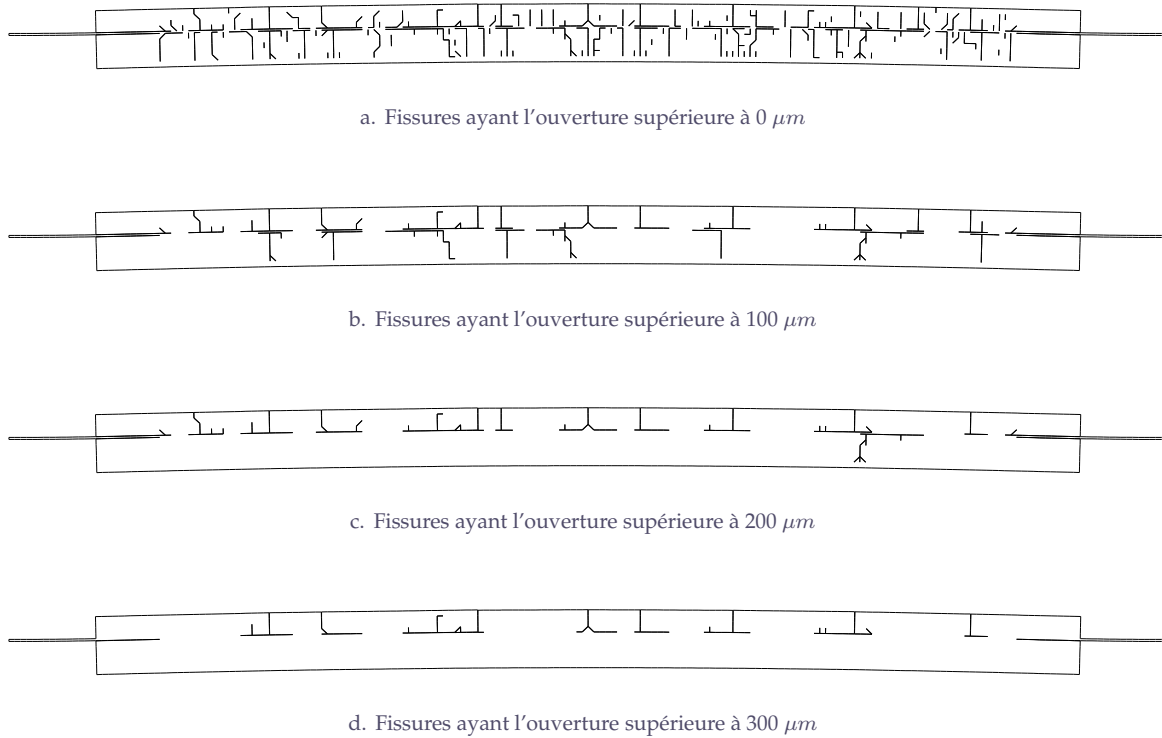 a. Fissures ayant l'ouverture supérieure à 0 μm
b. Fissures ayant l'ouverture supérieure à 100 μm
c. Fissures ayant l'ouverture supérieure à 200 μm
d. Fissures ayant l'ouverture supérieure à 300 μm